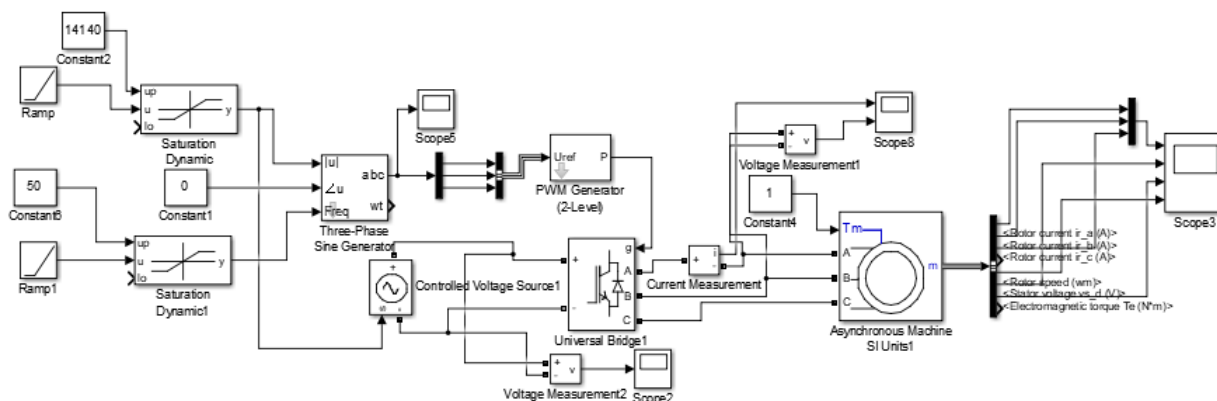 14140
Constant2
Ramp
up
u
lo
y
Saturation
Dynamic
50
Constant6
Ramp1
up
u
lo
y
Saturation
Dynamic1
0
Constant1
|u|
∠u
Freq
abc
wt
Three-Phase
Sine Generator
Scope5
Uref
P
PWM Generator
(2-Level)
+
s
-
Controlled Voltage Source1
g
+
-
A
B
C
Universal Bridge1
+
-
v
Voltage Measurement2
Scope2
+
-
i
Current Measurement
+
-
v
Voltage Measurement1
Scope8
1
Constant4
Tm
A
B
C
m
Asynchronous Machine
SI Units1
<Rotor current ir_a (A)>
<Rotor current ir_b (A)>
<Rotor current ir_c (A)>
<Rotor speed (wm)>
<Stator voltage vs_d (V)>
<Electromagnetic torque Te (N*m)>
Scope3